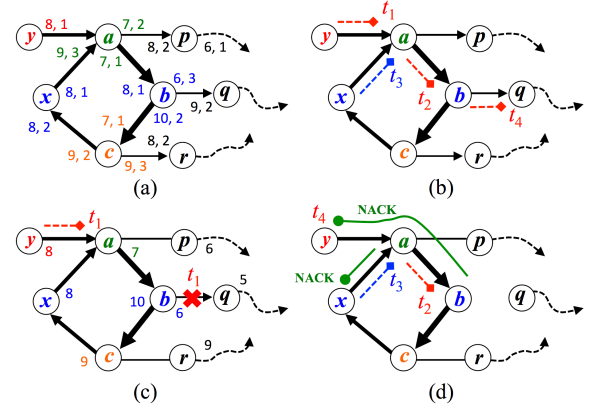 8, 1
7, 2
y
a
p
8, 2
6, 1
9, 3
7, 1
x
8, 1
8, 1
6, 3
b
q
9, 2
10, 2
8, 2
7, 1
9, 2
c
8, 2
r
9, 3
(a)
t1
y
a
p
x
t3
t2
b
q
t4
c
r
(b)
t1
y
a
p
8
6
7
t1
5
x
8
10
b
q
6
c
r
9
9
(c)
t4
NACK
y
a
p
NACK
x
t3
t2
b
q
c
r
(d)